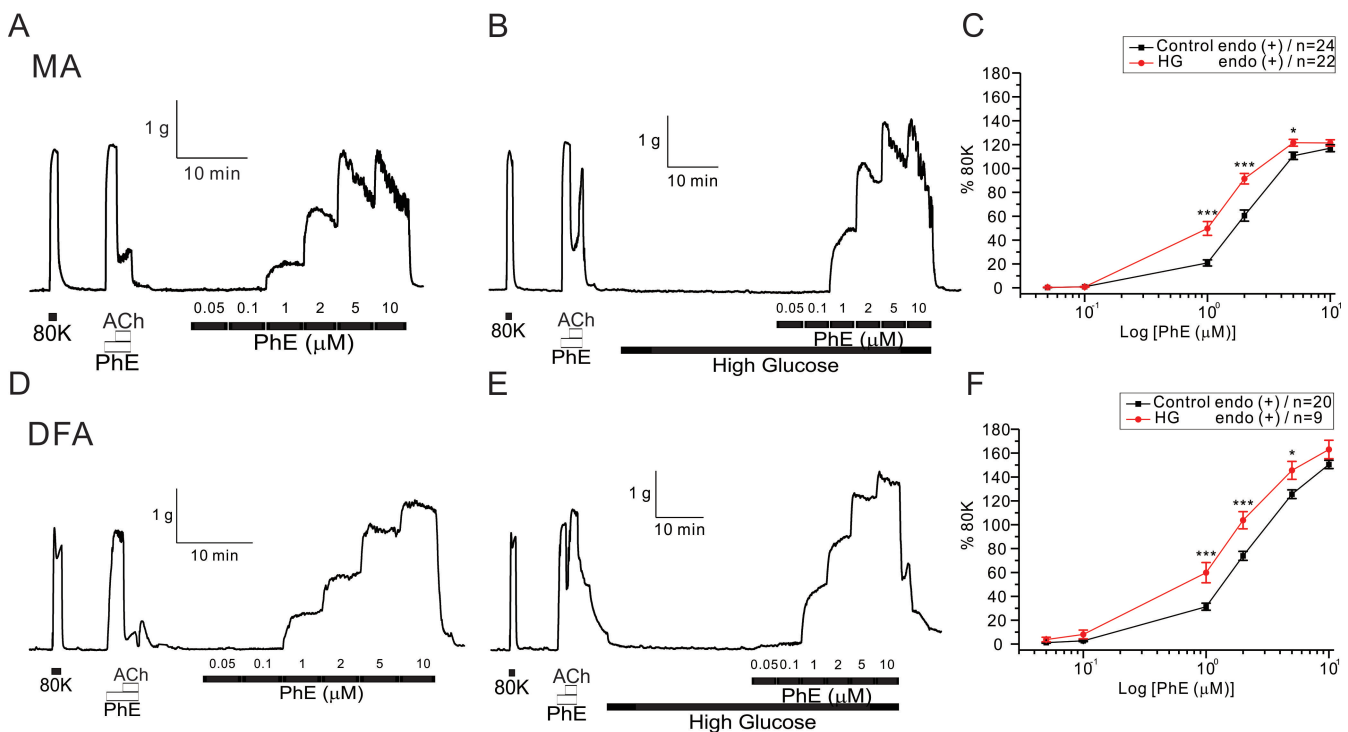 A
MA
1 g
10 min
0.05 0.1 1 2 5 10
80K
ACh
PhE
PhE (μM)
B
1 g
10 min
0.05 0.1 1 2 5 10
80K
ACh
PhE
PhE (μM)
High Glucose
C
Control endo (+) / n=24
HG endo (+) / n=22
180
160
140
120
100
80
60
40
20
0
% 80K
***
***
*
10⁻¹ 10⁰ 10¹
Log [PhE (μM)]
D
DFA
1 g
10 min
0.05 0.1 1 2 5 10
80K
ACh
PhE
PhE (μM)
E
1 g
10 min
0.05 0.1 1 2 5 10
80K
ACh
PhE
PhE (μM)
High Glucose
F
Control endo (+) / n=20
HG endo (+) / n=9
180
160
140
120
100
80
60
40
20
0
% 80K
***
***
*
10⁻¹ 10⁰ 10¹
Log [PhE (μM)]